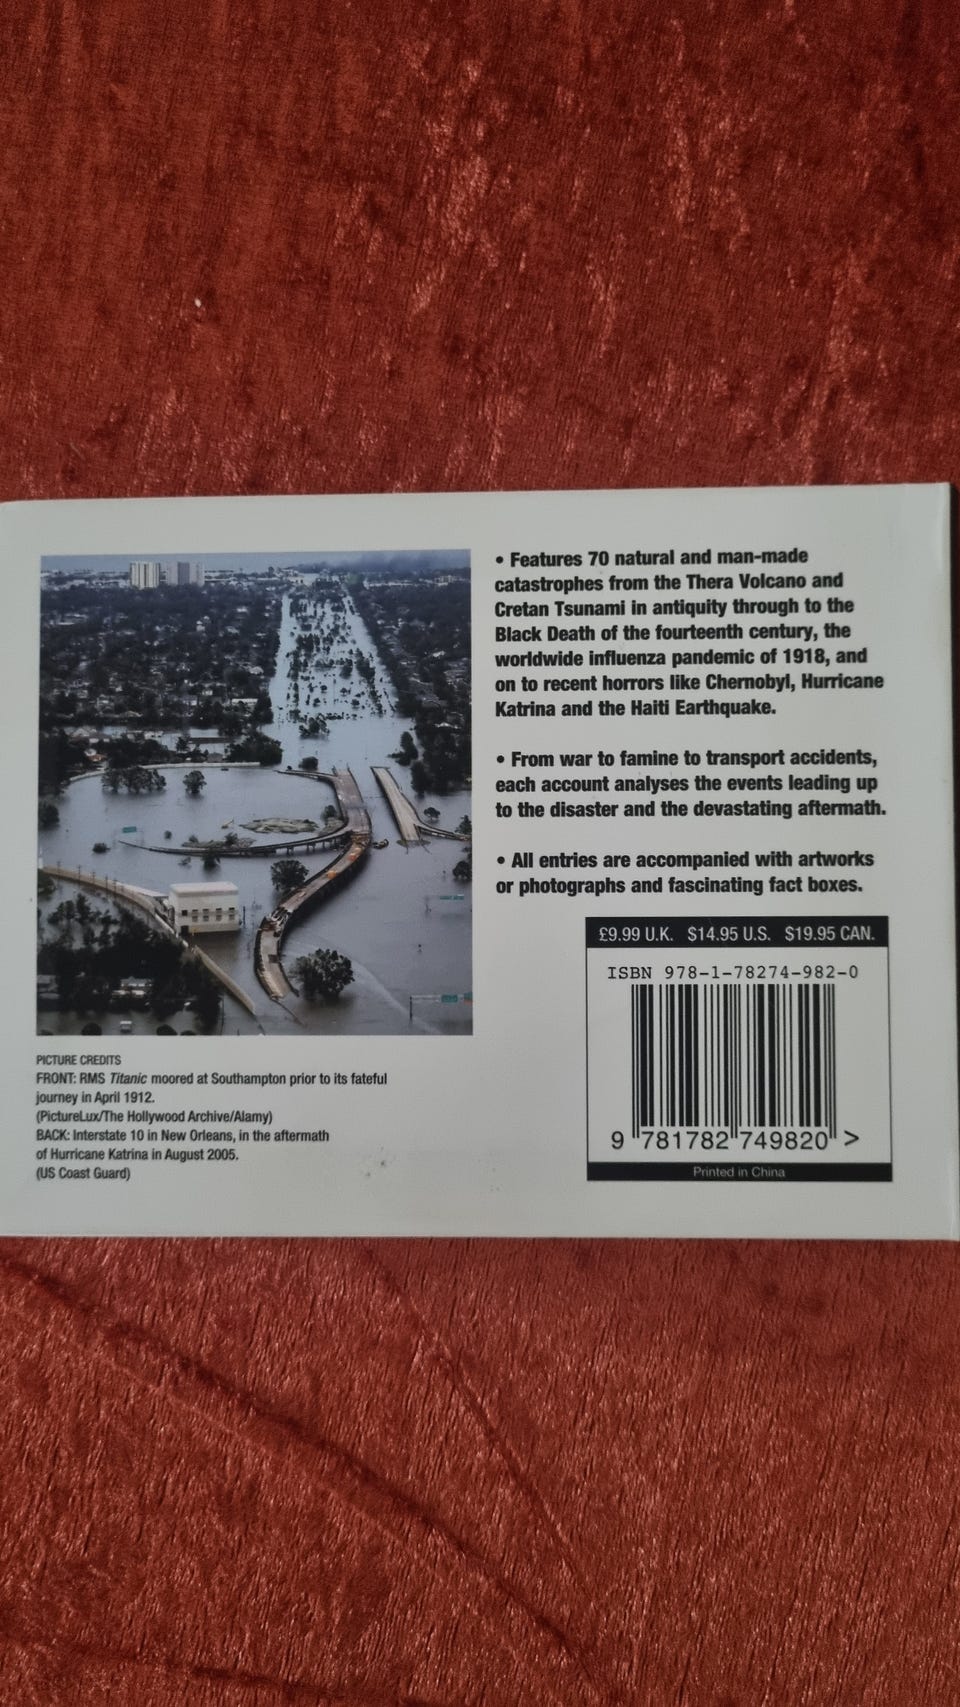 • Features 70 natural and man-made
catastrophes from the Thera Volcano and
Cretan Tsunami in antiquity through to the
Black Death of the fourteenth century, the
worldwide influenza pandemic of 1918, and
on to recent horrors like Chernobyl, Hurricane
Katrina and the Haiti Earthquake.
• From war to famine to transport accidents,
each account analyses the events leading up
to the disaster and the devastating aftermath.
• All entries are accompanied with artworks
or photographs and fascinating fact boxes.
PICTURE CREDITS
FRONT: RMS Titanic moored at Southampton prior to its fateful
journey in April 1912.
(PictureLux/The Hollywood Archive/Alamy)
BACK: Interstate 10 in New Orleans, in the aftermath
of Hurricane Katrina in August 2005.
(US Coast Guard)
£9.99 U.K. $14.95 U.S. $19.95 CAN.
ISBN 978-1-78274-982-0
9 781782 749820 >
Printed in China